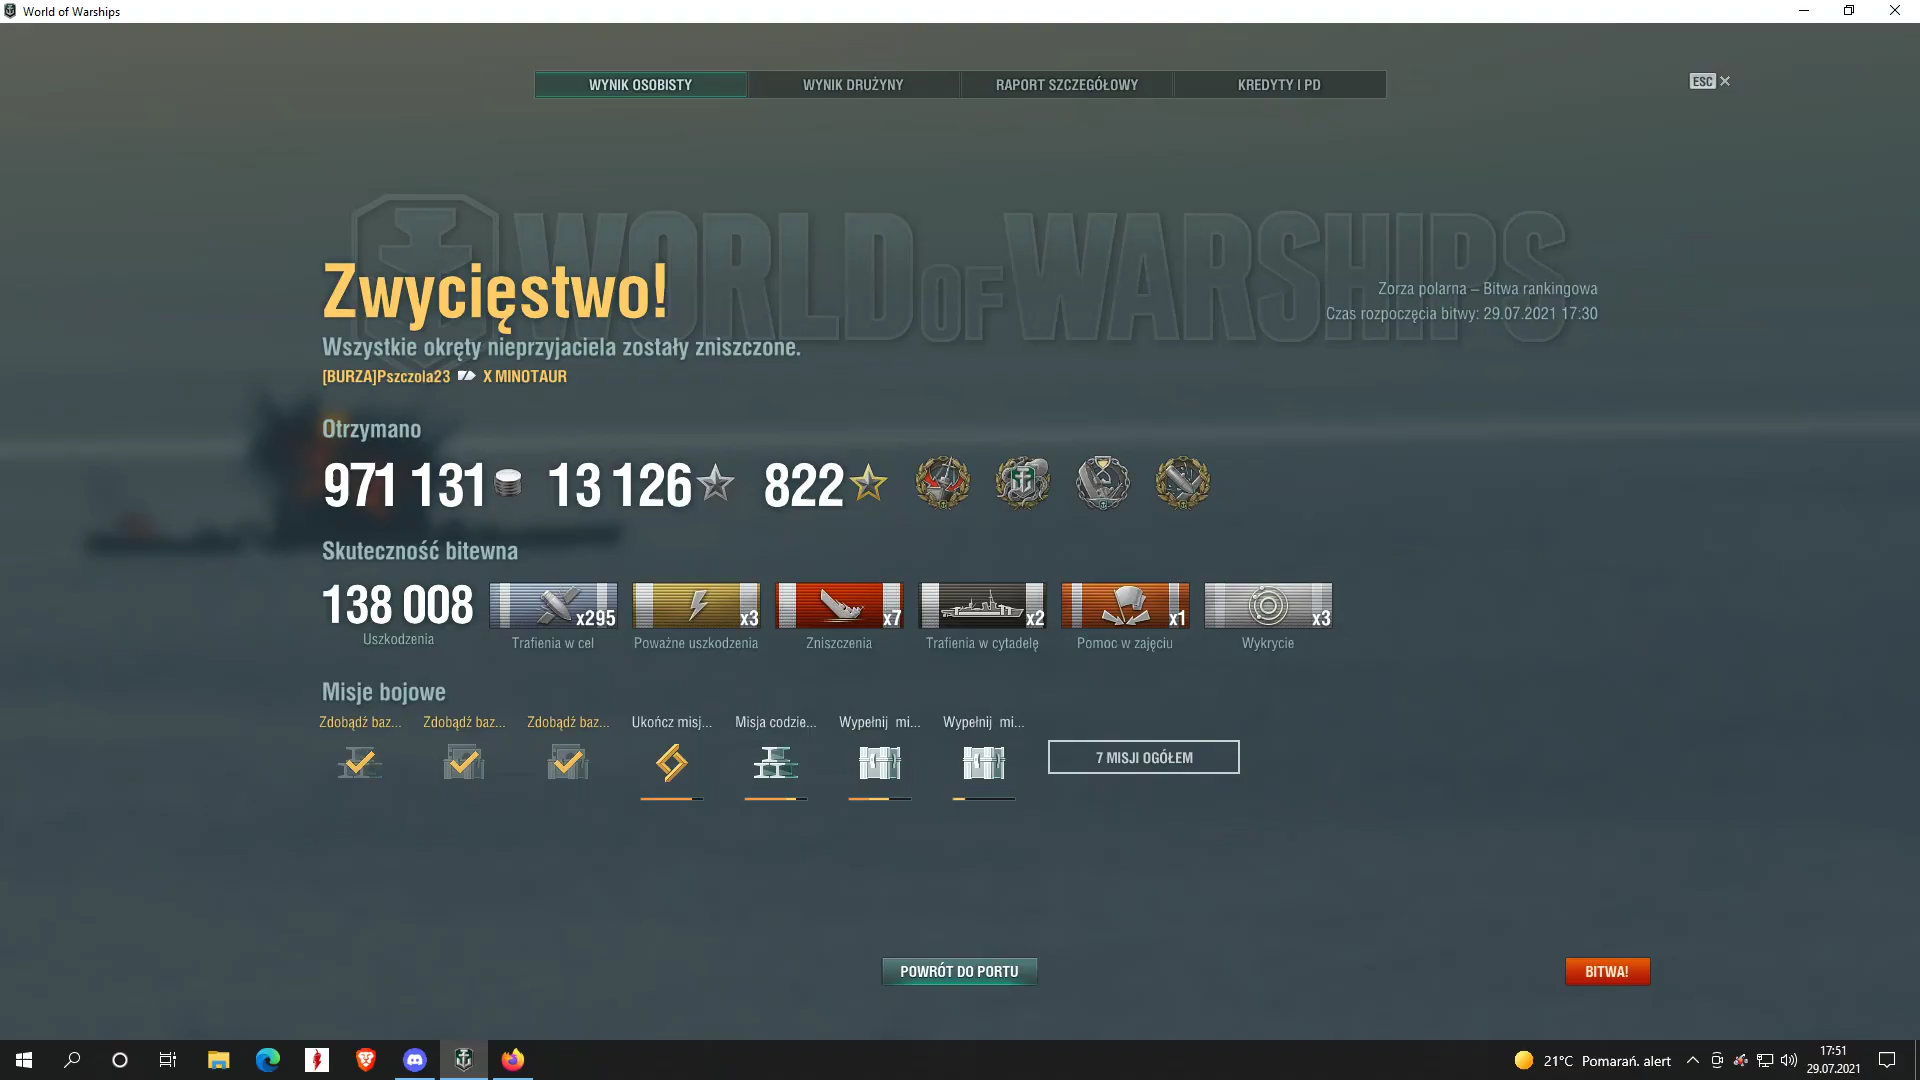 World of Warships
WYNIK OSOBISTY
WYNIK DRUŻYNY
RAPORT SZCZEGÓŁOWY
KREDYTY I PD
ESC
WORLD OF WARSHIPS
Zwycięstwo!
Wszystkie okręty nieprzyjaciela zostały zniszczone.
[BURZA]Pszczola23 X MINOTAUR
Zorza polarna – Bitwa rankingowa
Czas rozpoczęcia bitwy: 29.07.2021 17:30
Otrzymano
971 131 13 126 822
Skuteczność bitewna
138 008
Uszkodzenia
x295
Trafienia w cel
x3
Poważne uszkodzenia
x7
Zniszczenia
x2
Trafienia w cytadelę
x1
Pomoc w zajęciu
x3
Wykrycie
Misje bojowe
Zdobądź baz...
Zdobądź baz...
Zdobądź baz...
Ukończ misj...
Misja codzie...
Wypełnij mi...
Wypełnij mi...
7 MISJI OGÓŁEM
POWRÓT DO PORTU
BITWA!
21°C Pomarań. alert
17:51
29.07.2021